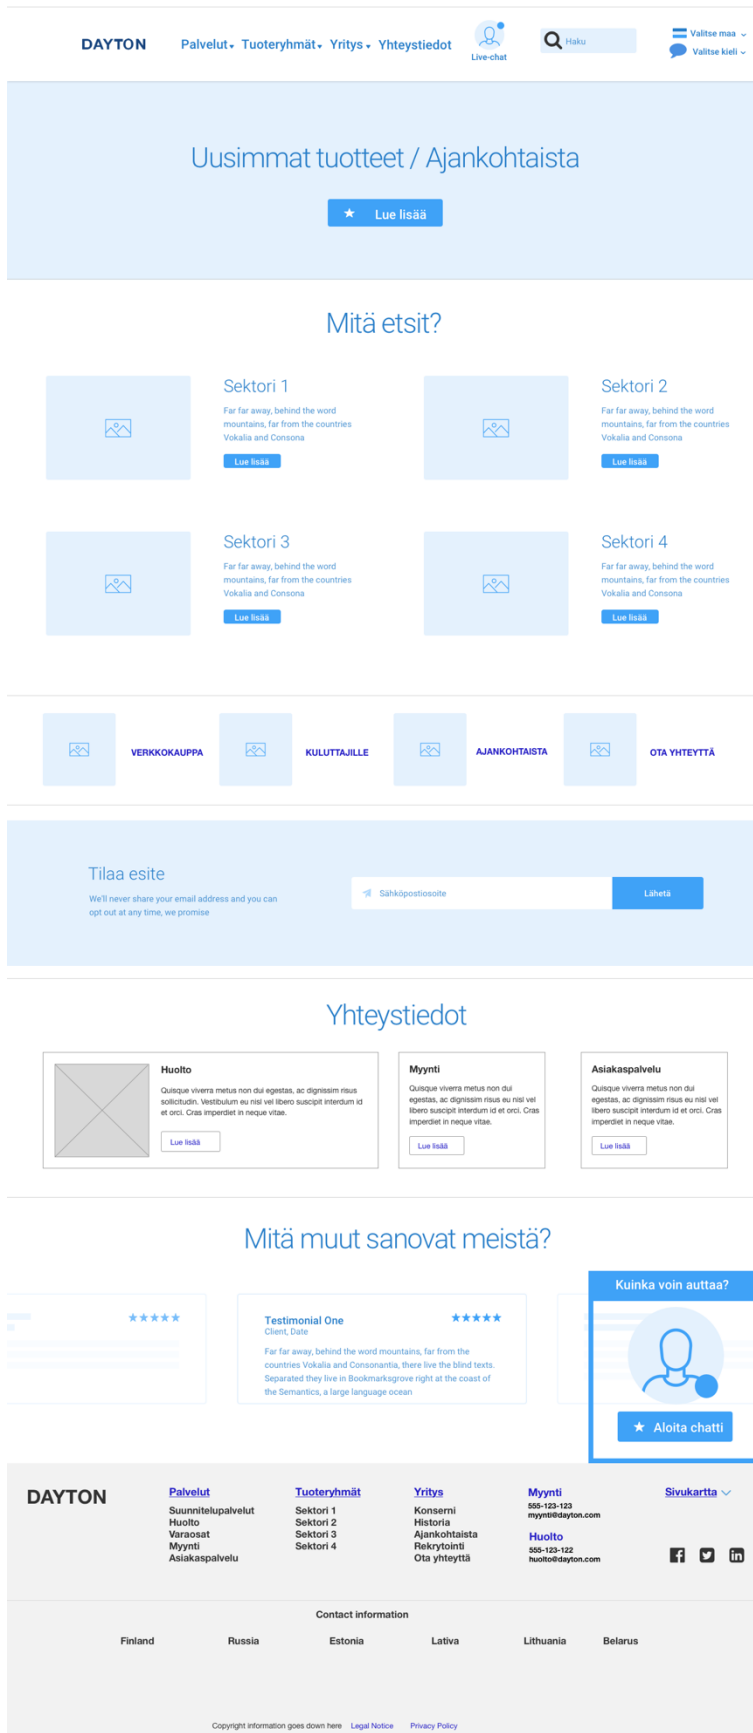 DAYTON
Palvelut Tuoteryhmät Yritys Yhteystiedot
Live-chat
Haku
Valitse maa
Valitse kieli
Uusimmat tuotteet / Ajankohtaista
Lue lisää
Mitä etsit?
Sektori 1
Far far away, behind the word
mountains, far from the countries
Vokalia and Consona
Lue lisää
Sektori 2
Far far away, behind the word
mountains, far from the countries
Vokalia and Consona
Lue lisää
Sektori 3
Far far away, behind the word
mountains, far from the countries
Vokalia and Consona
Lue lisää
Sektori 4
Far far away, behind the word
mountains, far from the countries
Vokalia and Consona
Lue lisää
VERKKOKAUPPA
KULUTTAJILLE
AJANKOHTAISTA
OTA YHTEYTTÄ
Tilaa esite
We'll never share your email address and you can
opt out at any time, we promise
Sähköpostiosoite
Lähetä
Yhteystiedot
Huolto
Quisque viverra metus non dui egestas, ac dignissim risus
sollicitudin. Vestibulum eu nisl vel libero suscipit interdum id
et orci. Cras imperdiet in neque vitae.
Lue lisää
Myynti
Quisque viverra metus non dui
egestas, ac dignissim risus eu nisl vel
libero suscipit interdum id et orci. Cras
imperdiet in neque vitae.
Lue lisää
Asiakaspalvelu
Quisque viverra metus non dui
egestas, ac dignissim risus eu nisl vel
libero suscipit interdum id et orci. Cras
imperdiet in neque vitae.
Lue lisää
Mitä muut sanovat meistä?
Testimonial One
Client, Date
Far far away, behind the word mountains, far from the
countries Vokalia and Consonantia, there live the blind texts.
Separated they live in Bookmarksgrove right at the coast of
the Semantics, a large language ocean
Kuinka voin auttaa?
Aloita chatti
DAYTON
Palvelut
Suunnitelupalvelut
Huolto
Varaosat
Myynti
Asiakaspalvelu
Tuoteryhmät
Sektori 1
Sektori 2
Sektori 3
Sektori 4
Yritys
Konserni
Historia
Ajankohtaista
Rekrytointi
Ota yhteyttä
Myynti
555-123-123
myynti@dayton.com
Huolto
555-123-122
huolto@dayton.com
Sivukartta
Contact information
Finland Russia Estonia Lativa Lithuania Belarus
Copyright information goes down here Legal Notice Privacy Policy